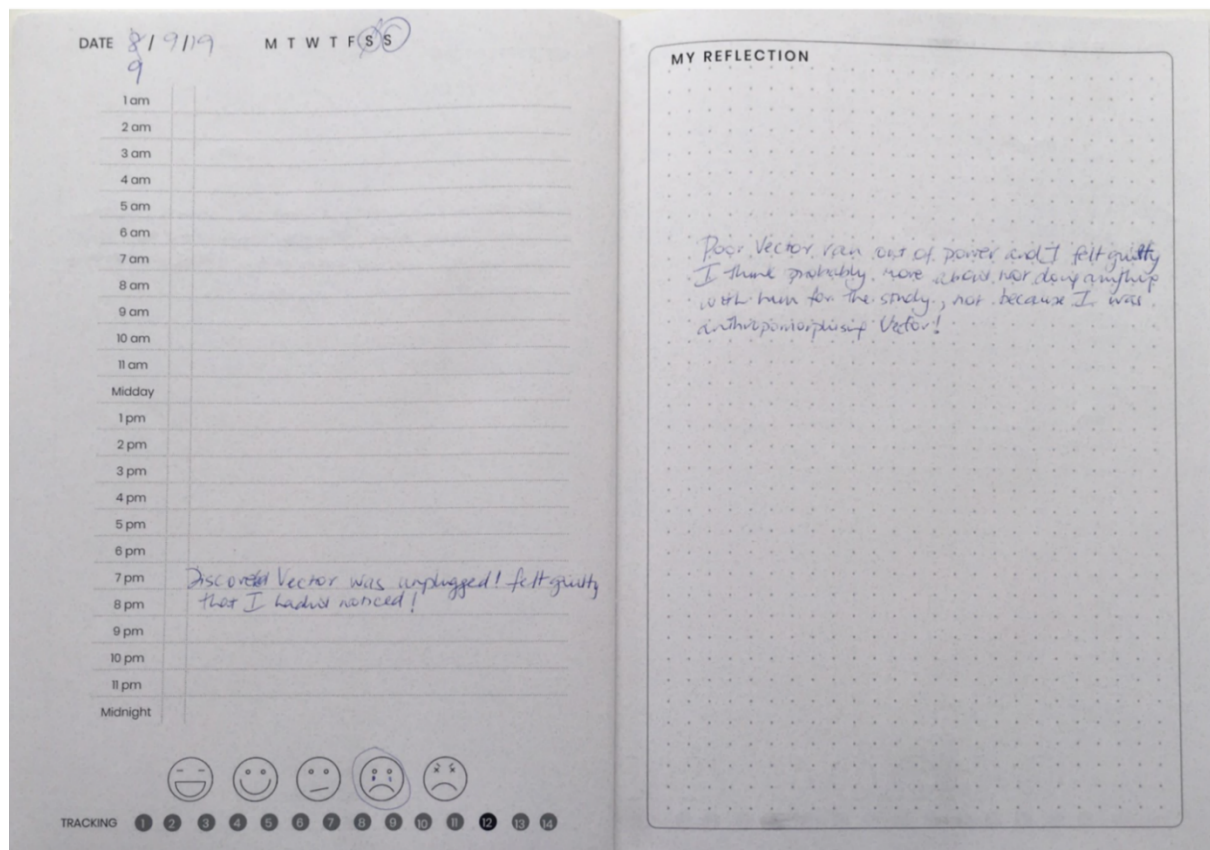 DATE 8/9/19 M T W T F S S
9
1 am
2 am
3 am
4 am
5 am
6 am
7 am
8 am
9 am
10 am
11 am
Midday
1 pm
2 pm
3 pm
4 pm
5 pm
6 pm
7 pm Discovered Vector was unplugged! felt guilty
8 pm that I hadnt noticed!
9 pm
10 pm
11 pm
Midnight
TRACKING 1 2 3 4 5 6 7 8 9 10 11 12 13 14
MY REFLECTION
Poor Vector ran out of power and I felt guilty
I think probably more about not doing anything
with him for the study, not because I was
anthropomorphising Vector!